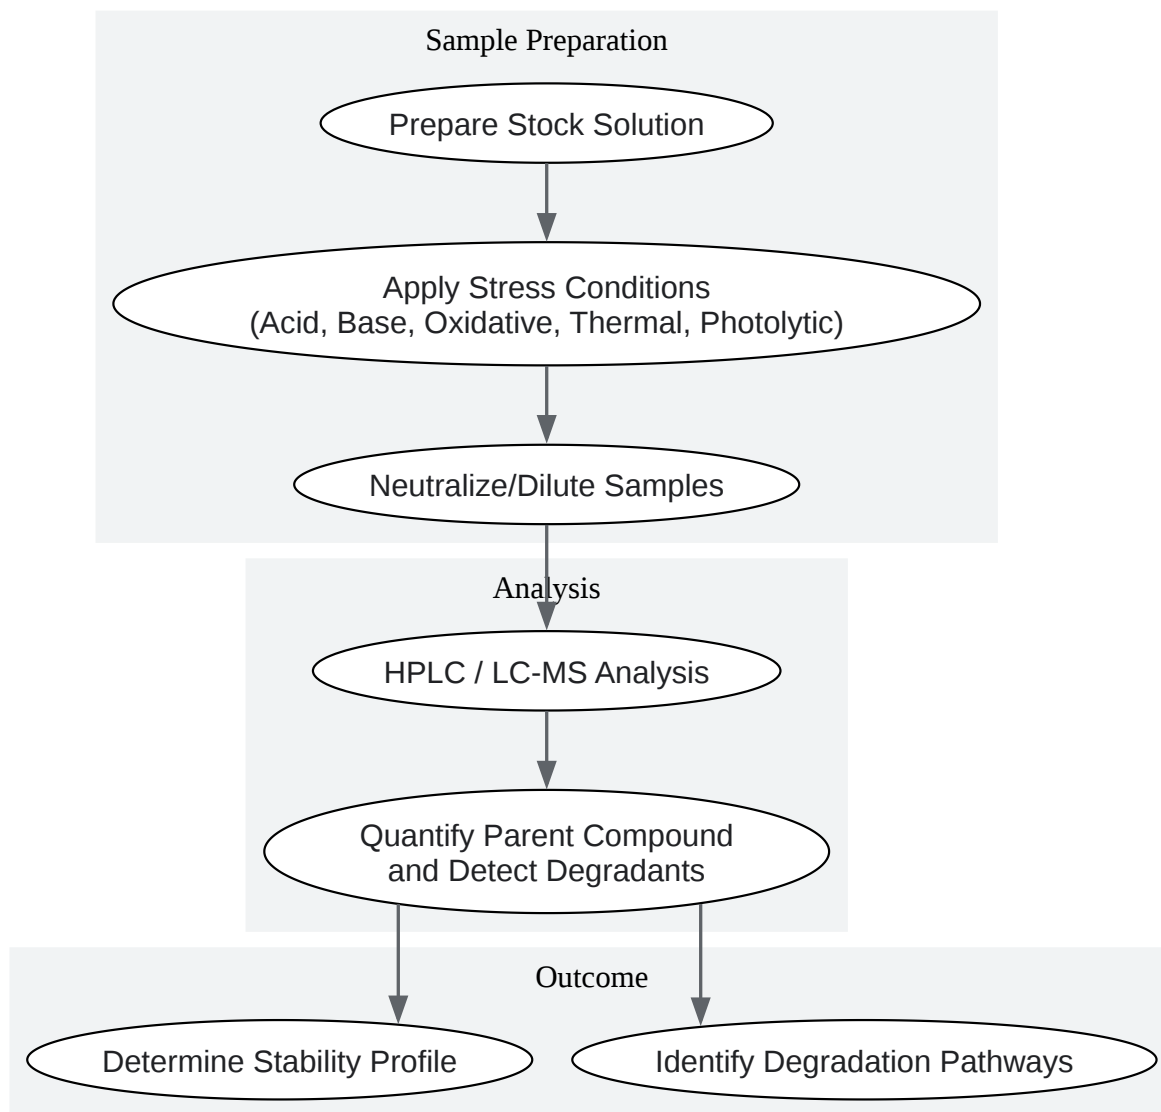 Sample Preparation
Prepare Stock Solution
Apply Stress Conditions
(Acid, Base, Oxidative, Thermal, Photolytic)
Neutralize/Dilute Samples
Analysis
HPLC / LC-MS Analysis
Quantify Parent Compound
and Detect Degradants
Outcome
Determine Stability Profile
Identify Degradation Pathways